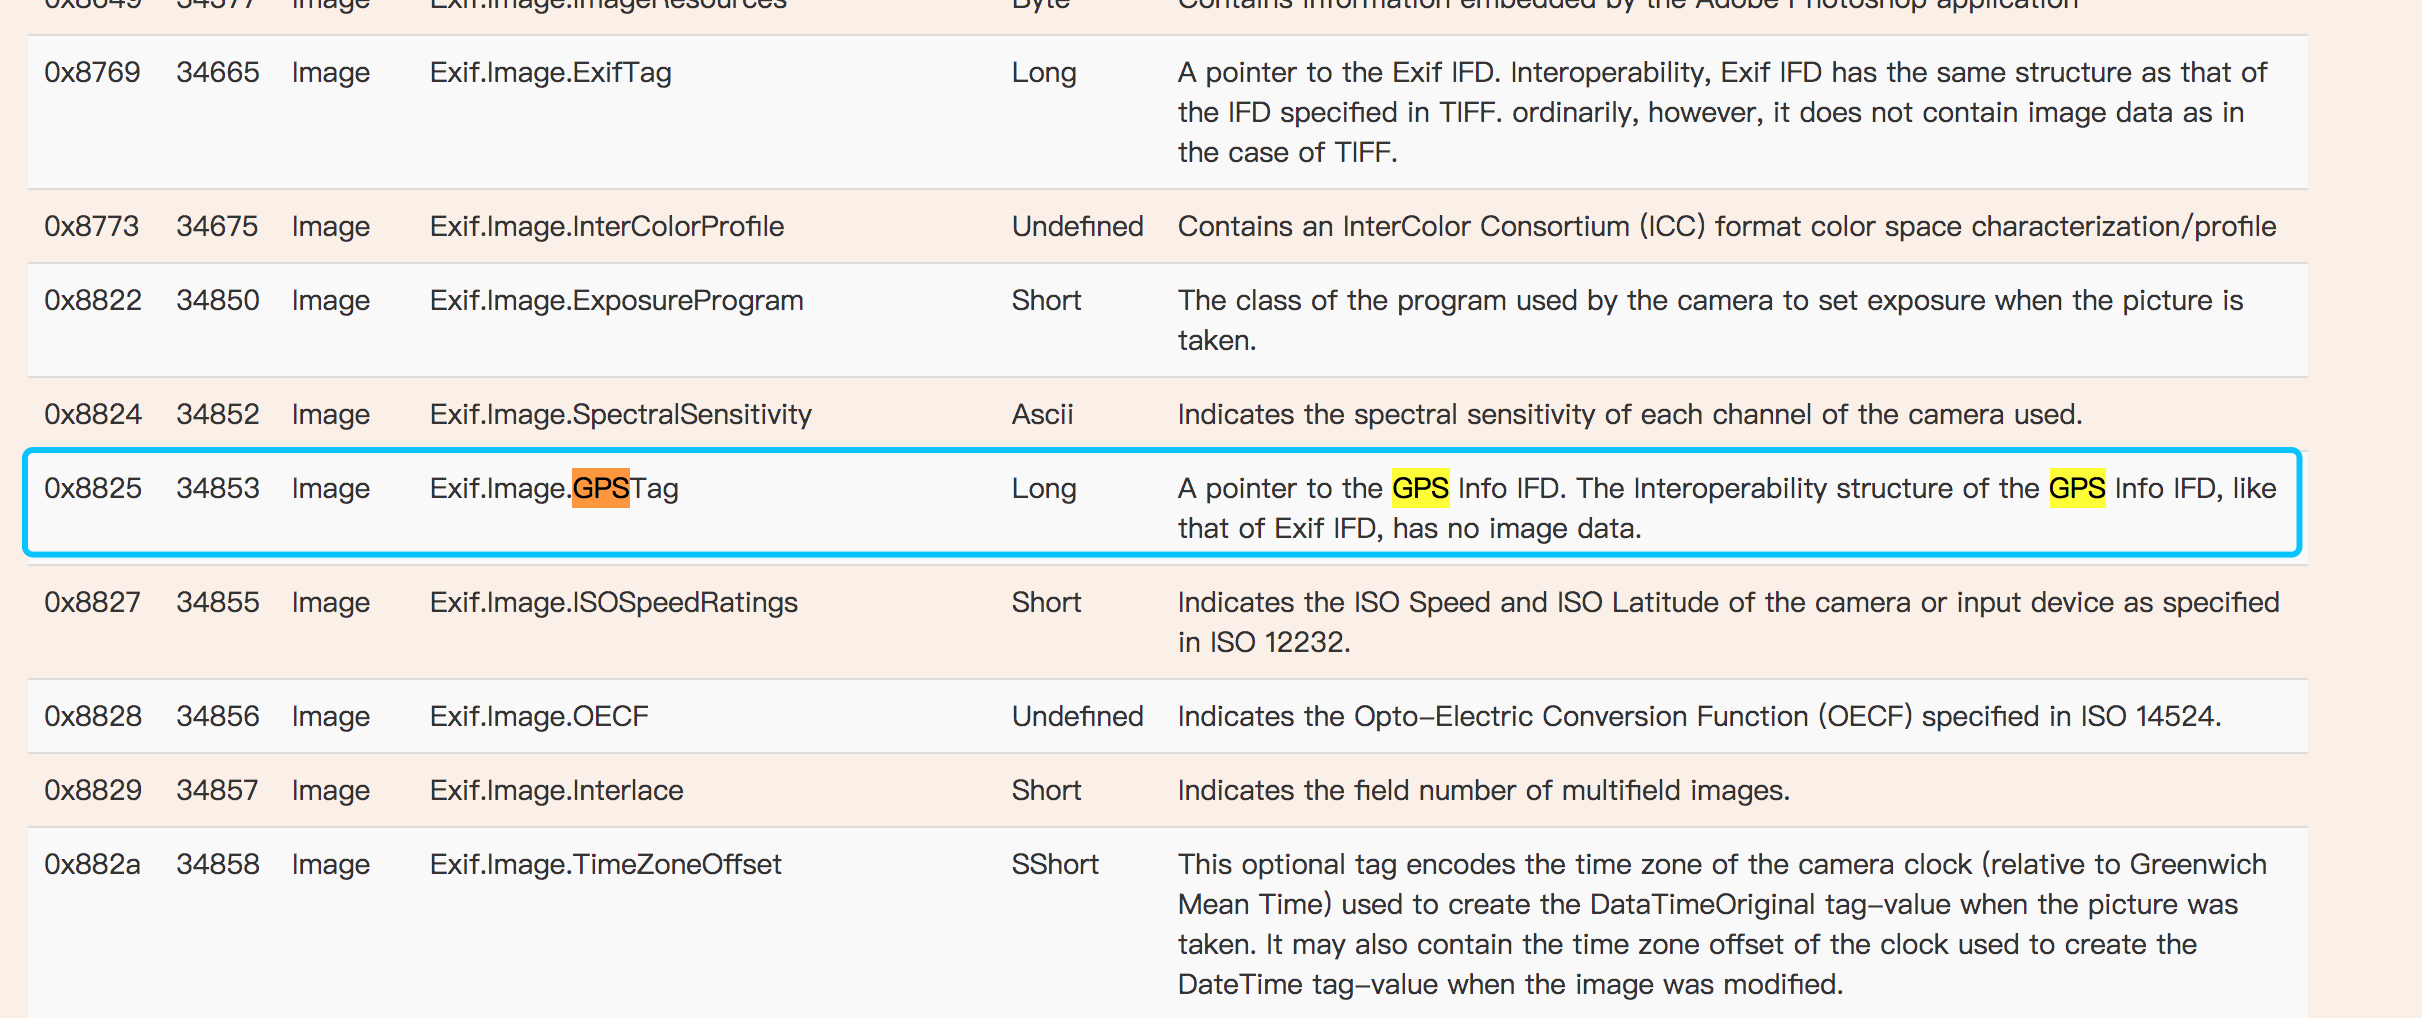 0x8649 34377 Image Exif.Image.ImageResources Byte Contains information embedded by the Adobe Photoshop application
0x8769 34665 Image Exif.Image.ExifTag Long A pointer to the Exif IFD. Interoperability, Exif IFD has the same structure as that of
the IFD specified in TIFF. ordinarily, however, it does not contain image data as in
the case of TIFF.
0x8773 34675 Image Exif.Image.InterColorProfile Undefined Contains an InterColor Consortium (ICC) format color space characterization/profile
0x8822 34850 Image Exif.Image.ExposureProgram Short The class of the program used by the camera to set exposure when the picture is
taken.
0x8824 34852 Image Exif.Image.SpectralSensitivity Ascii Indicates the spectral sensitivity of each channel of the camera used.
0x8825 34853 Image Exif.Image.GPSTag Long A pointer to the GPS Info IFD. The Interoperability structure of the GPS Info IFD, like
that of Exif IFD, has no image data.
0x8827 34855 Image Exif.Image.ISOSpeedRatings Short Indicates the ISO Speed and ISO Latitude of the camera or input device as specified
in ISO 12232.
0x8828 34856 Image Exif.Image.OECF Undefined Indicates the Opto-Electric Conversion Function (OECF) specified in ISO 14524.
0x8829 34857 Image Exif.Image.Interlace Short Indicates the field number of multifield images.
0x882a 34858 Image Exif.Image.TimeZoneOffset SShort This optional tag encodes the time zone of the camera clock (relative to Greenwich
Mean Time) used to create the DataTimeOriginal tag-value when the picture was
taken. It may also contain the time zone offset of the clock used to create the
DateTime tag-value when the image was modified.